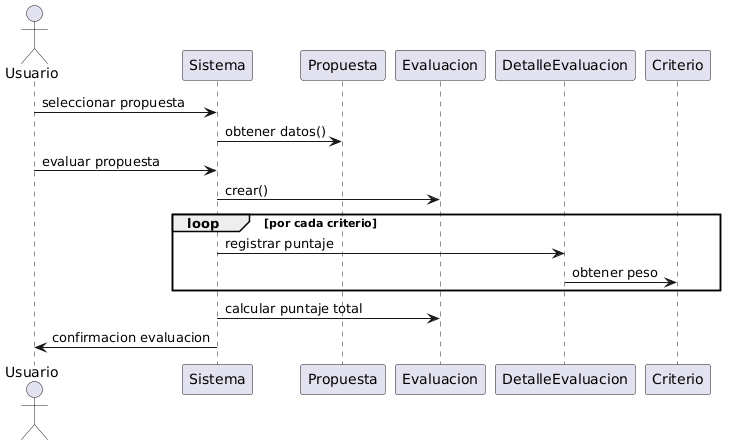 Usuario
Sistema
Propuesta
Evaluacion
DetalleEvaluacion
Criterio
seleccionar propuesta
obtener datos()
evaluar propuesta
crear()
loop [por cada criterio]
registrar puntaje
obtener peso
calcular puntaje total
confirmacion evaluacion
Usuario
Sistema
Propuesta
Evaluacion
DetalleEvaluacion
Criterio